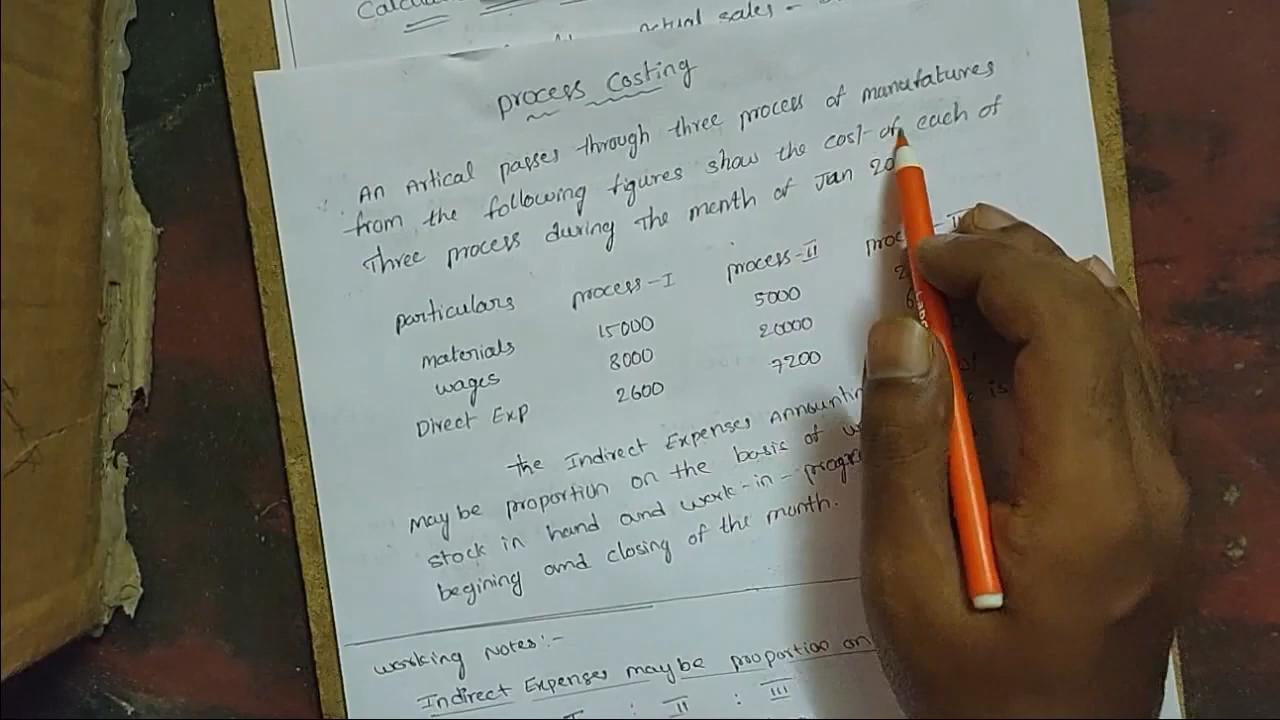 actual sales -
process costing
An Artical passes through three process of manufatures
from the following figures show the cost of each of
Three process during The month of Jan 20
particulars process-I process-II
materials 15000 5000
wages 8000 20000
Direct Exp 2600 7200
the Indirect Expenses
may be proportion on the basis of
stock in hand and work-in-
begining and closing of the month.
working Notes:-
Indirect Expenses may be proportion on
I : II : III